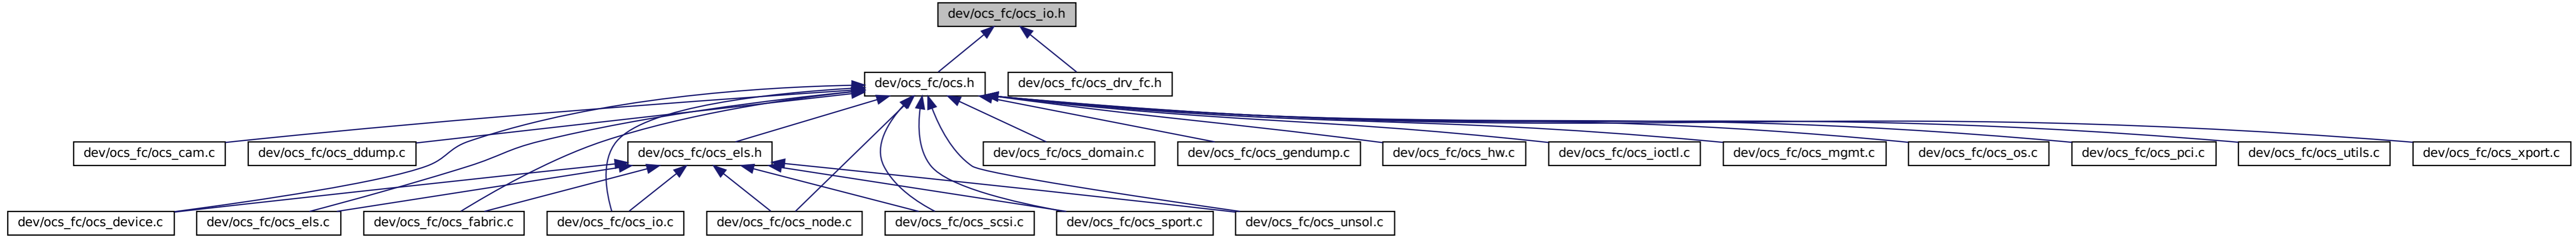 dev/ocs_fc/ocs_io.h
dev/ocs_fc/ocs.h
dev/ocs_fc/ocs_drv_fc.h
dev/ocs_fc/ocs_cam.c
dev/ocs_fc/ocs_ddump.c
dev/ocs_fc/ocs_els.h
dev/ocs_fc/ocs_domain.c
dev/ocs_fc/ocs_gendump.c
dev/ocs_fc/ocs_hw.c
dev/ocs_fc/ocs_ioctl.c
dev/ocs_fc/ocs_mgmt.c
dev/ocs_fc/ocs_os.c
dev/ocs_fc/ocs_pci.c
dev/ocs_fc/ocs_utils.c
dev/ocs_fc/ocs_xport.c
dev/ocs_fc/ocs_device.c
dev/ocs_fc/ocs_els.c
dev/ocs_fc/ocs_fabric.c
dev/ocs_fc/ocs_io.c
dev/ocs_fc/ocs_node.c
dev/ocs_fc/ocs_scsi.c
dev/ocs_fc/ocs_sport.c
dev/ocs_fc/ocs_unsol.c